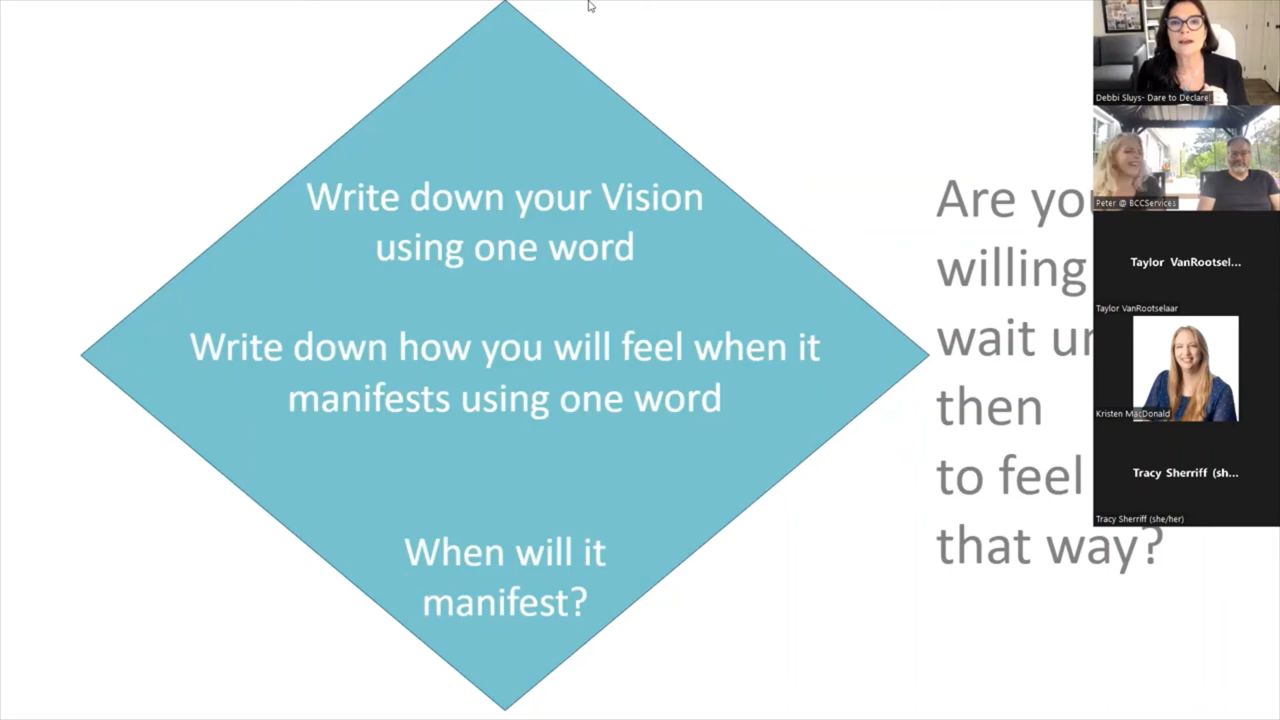 Write down your Vision
using one word
Write down how you will feel when it
manifests using one word
When will it
manifest?
Are you
willing
wait
then
to feel
that way?
Debbi Sluys- Dare to Declare!
Peter @ BCCServices
Taylor VanRootsel...
Taylor VanRootselaar
Kristen MacDonald
Tracy Sherriff (sh...
Tracy Sherriff (she/her)